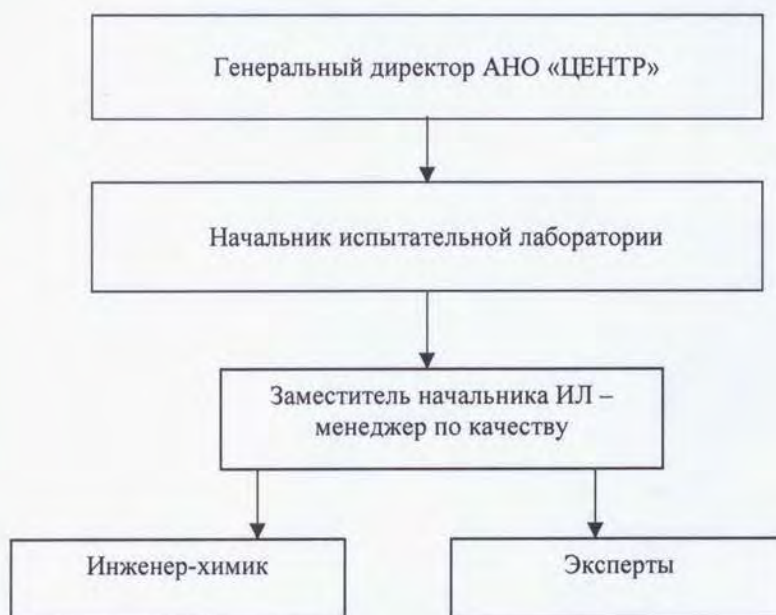 Генеральный директор АНО «ЦЕНТР»
Начальник испытательной лаборатории
Заместитель начальника ИЛ –
менеджер по качеству
Инженер-химик
Эксперты